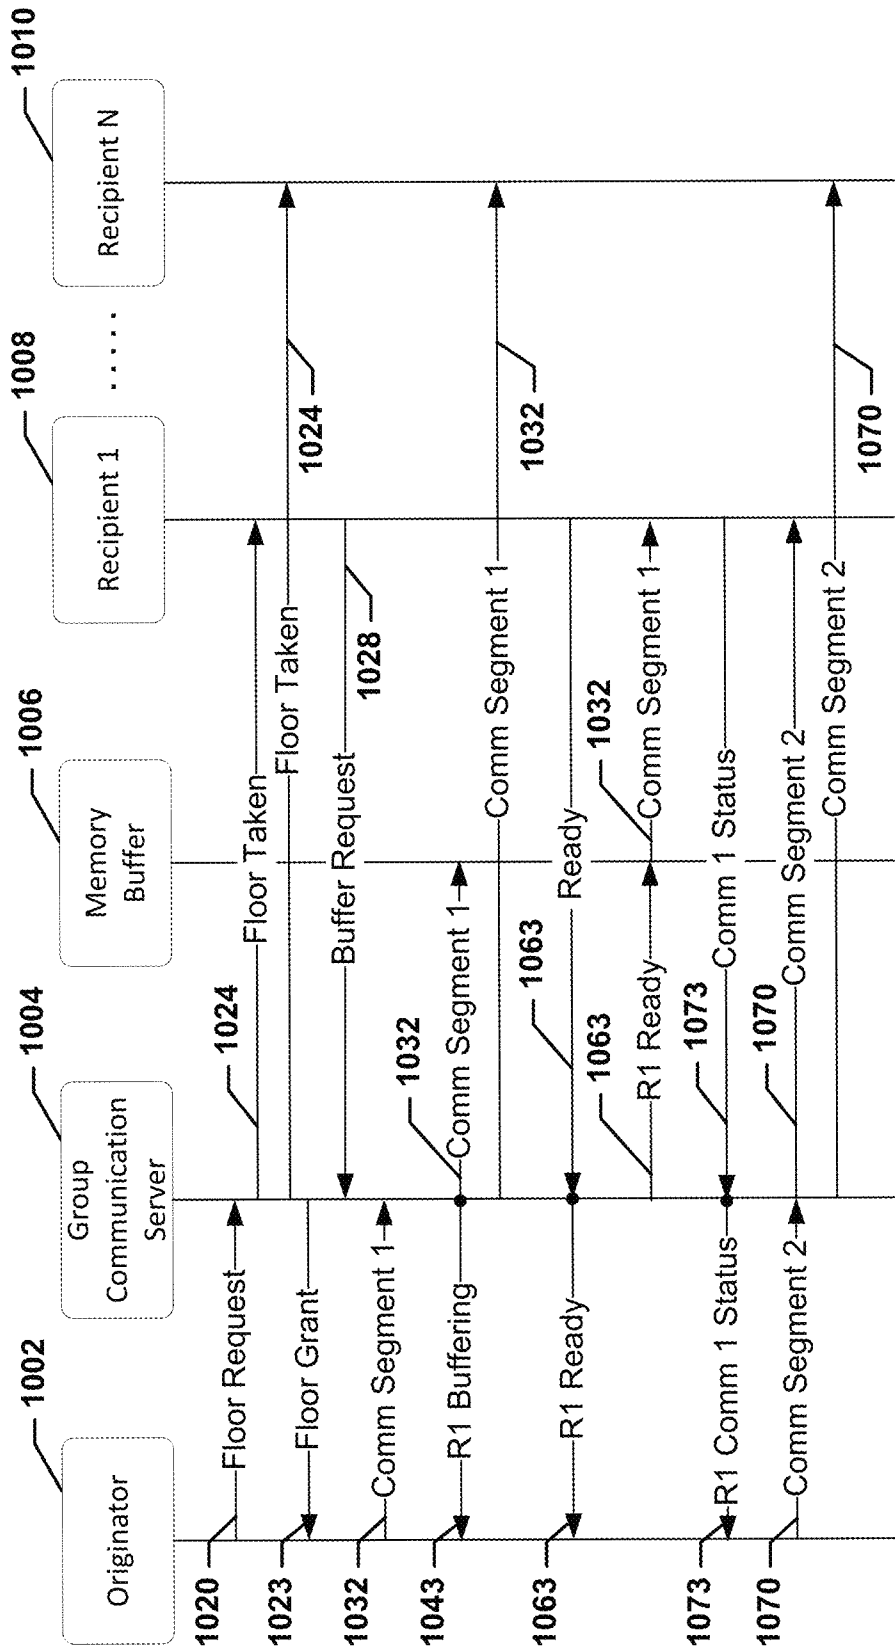 1002
1004
1006
1008
1010
Originator
Group
Communication
Server
Memory
Buffer
Recipient 1
.....
Recipient N
1020
Floor Request
1024
Floor Taken
Floor Taken
1024
1023
Floor Grant
Buffer Request
1028
1032
Comm Segment 1
1043
R1 Buffering
1032
Comm Segment 1
Comm Segment 1
1032
1063
R1 Ready
1063
Ready
1063
R1 Ready
1032
Comm Segment 1
1073
R1 Comm 1 Status
1073
Comm 1 Status
1070
Comm Segment 2
1070
Comm Segment 2
Comm Segment 2
1070